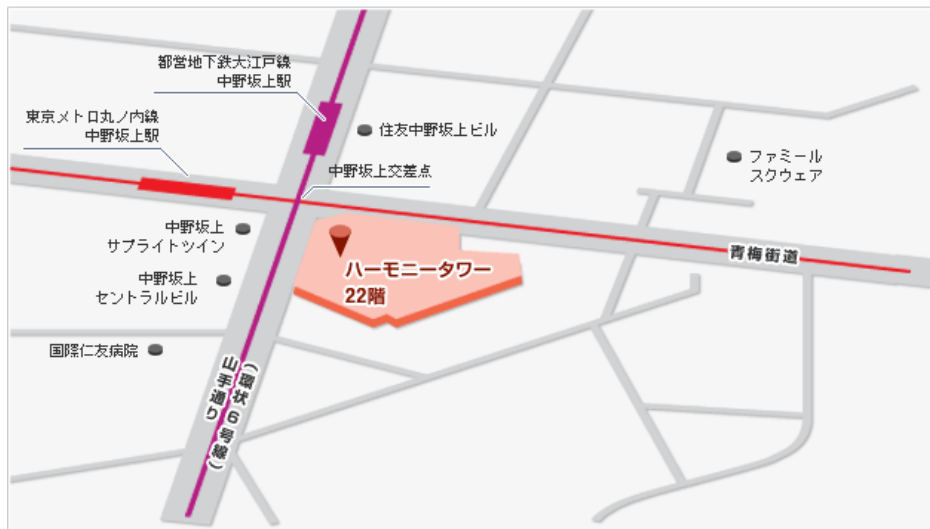 都営地下鉄大江戸線
中野坂上駅
東京メトロ丸ノ内線
中野坂上駅
住友中野坂上ビル
ファミール
スクウェア
中野坂上交差点
中野坂上
サブライトツイン
青梅街道
ハーモニータワー
22階
中野坂上
セントラルビル
国際仁友病院
山手通り
(環状6号線)